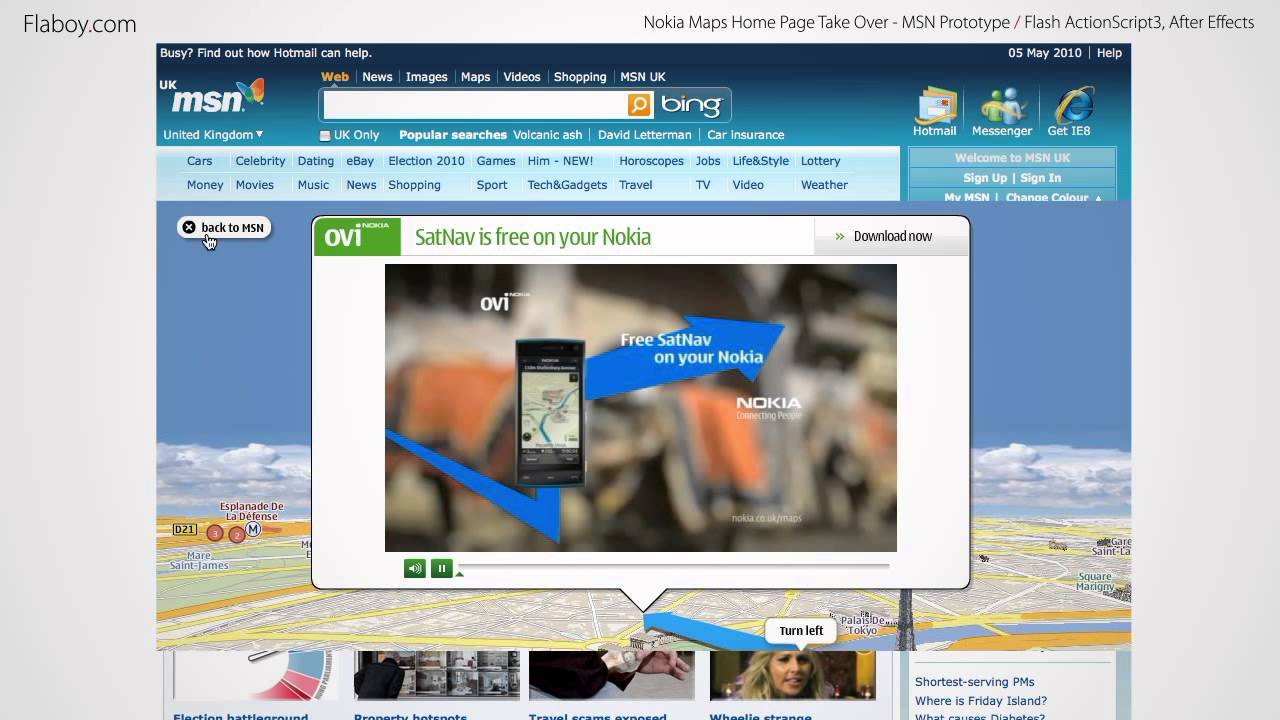 Flaboy.com
Nokia Maps Home Page Take Over - MSN Prototype / Flash ActionScript3, After Effects
Busy? Find out how Hotmail can help.
05 May 2010 | Help
Web | News | Images | Maps | Videos | Shopping | MSN UK
UK
msn
bing
Hotmail
Messenger
Get IE8
United Kingdom
UK Only
Popular searches Volcanic ash | David Letterman | Car insurance
Cars Celebrity Dating eBay Election 2010 Games Him - NEW! Horoscopes Jobs Life&Style Lottery
Money Movies Music News Shopping Sport Tech&Gadgets Travel TV Video Weather
Welcome to MSN UK
Sign Up | Sign In
My MSN | Change Colour
back to MSN
ovi NOKIA
SatNav is free on your Nokia
» Download now
ovi NOKIA
Free SatNav
on your Nokia
NOKIA
NOKIA
Connecting People
nokia.co.uk/maps
Esplanade De
La Défense
D21
3
2
M
Mare
Saint-James
Gare
Saint-La
Square
Marigny
Palais De
Tokyo
Turn left
Election battleground
Property hotspots
Travel scams exposed
Wheelie strange
Shortest-serving PMs
Where is Friday Island?
What causes Diabetes?